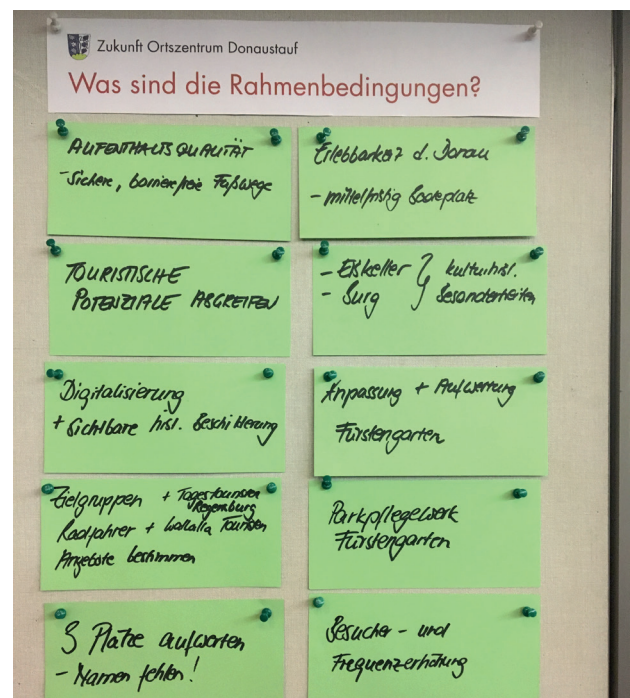 Zukunft Ortszentrum Donaustauf
Was sind die Rahmenbedingungen?
AUFENTHALTSQUALITÄT
- Sichere, barrierefreie Fußwege
Erlebbarkeit d. Donau
- mittelfristig Badeplatz
TOURISTISCHE
POTENZIALE ABGREIFEN
- Eiskeller } kulturhist.
- Burg } Besonderheiten
Digitalisierung
+ Sichtbare hist. Beschilderung
Anpassung + Aufwertung
Fürstengarten
Zielgruppen + Tagestouristen
Regensburg
Radfahrer + Walhalla Touristen
Angebote bestimmen
Parkpflegewerk
Fürstengarten
3 Plätze aufwerten
- Namen fehlen!
Besucher- und
Frequenzerhöhung